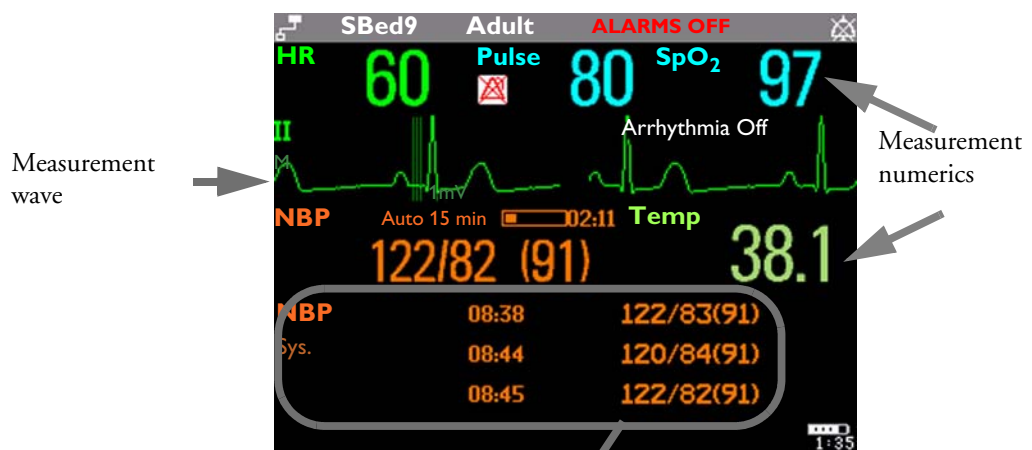 SBed9 Adult ALARMS OFF
HR 60 Pulse 80 SpO2 97
II Arrhythmia Off
M
1mV
Measurement
wave
Measurement
numerics
NBP Auto 15 min 02:11 Temp
122/82 (91) 38.1
NBP 08:38 122/83(91)
Sys. 08:44 120/84(91)
08:45 122/82(91)
1:35